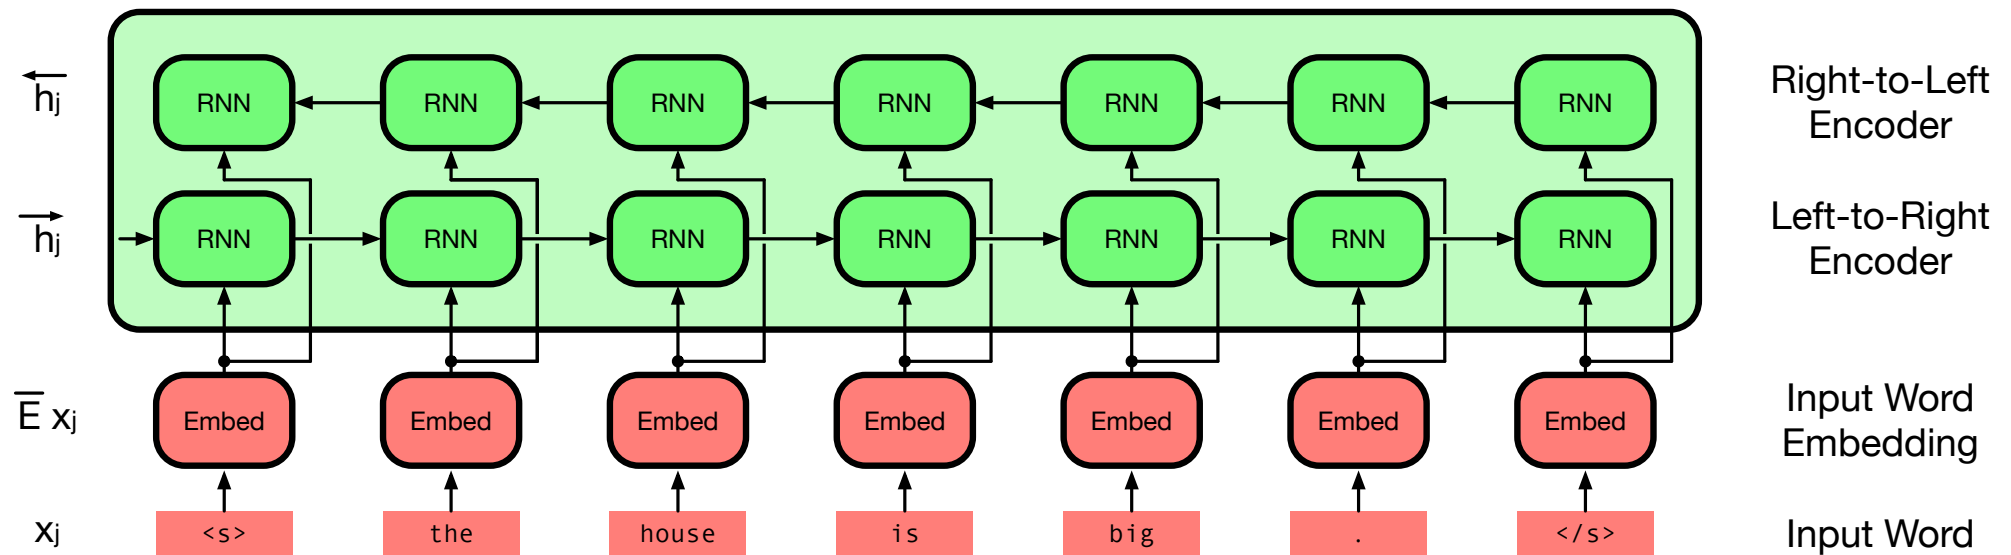 hj RNN RNN RNN RNN RNN RNN RNN Right-to-Left
Encoder
hj RNN RNN RNN RNN RNN RNN RNN Left-to-Right
Encoder
E xj Embed Embed Embed Embed Embed Embed Embed Input Word
Embedding
xj <s> the house is big . </s> Input Word